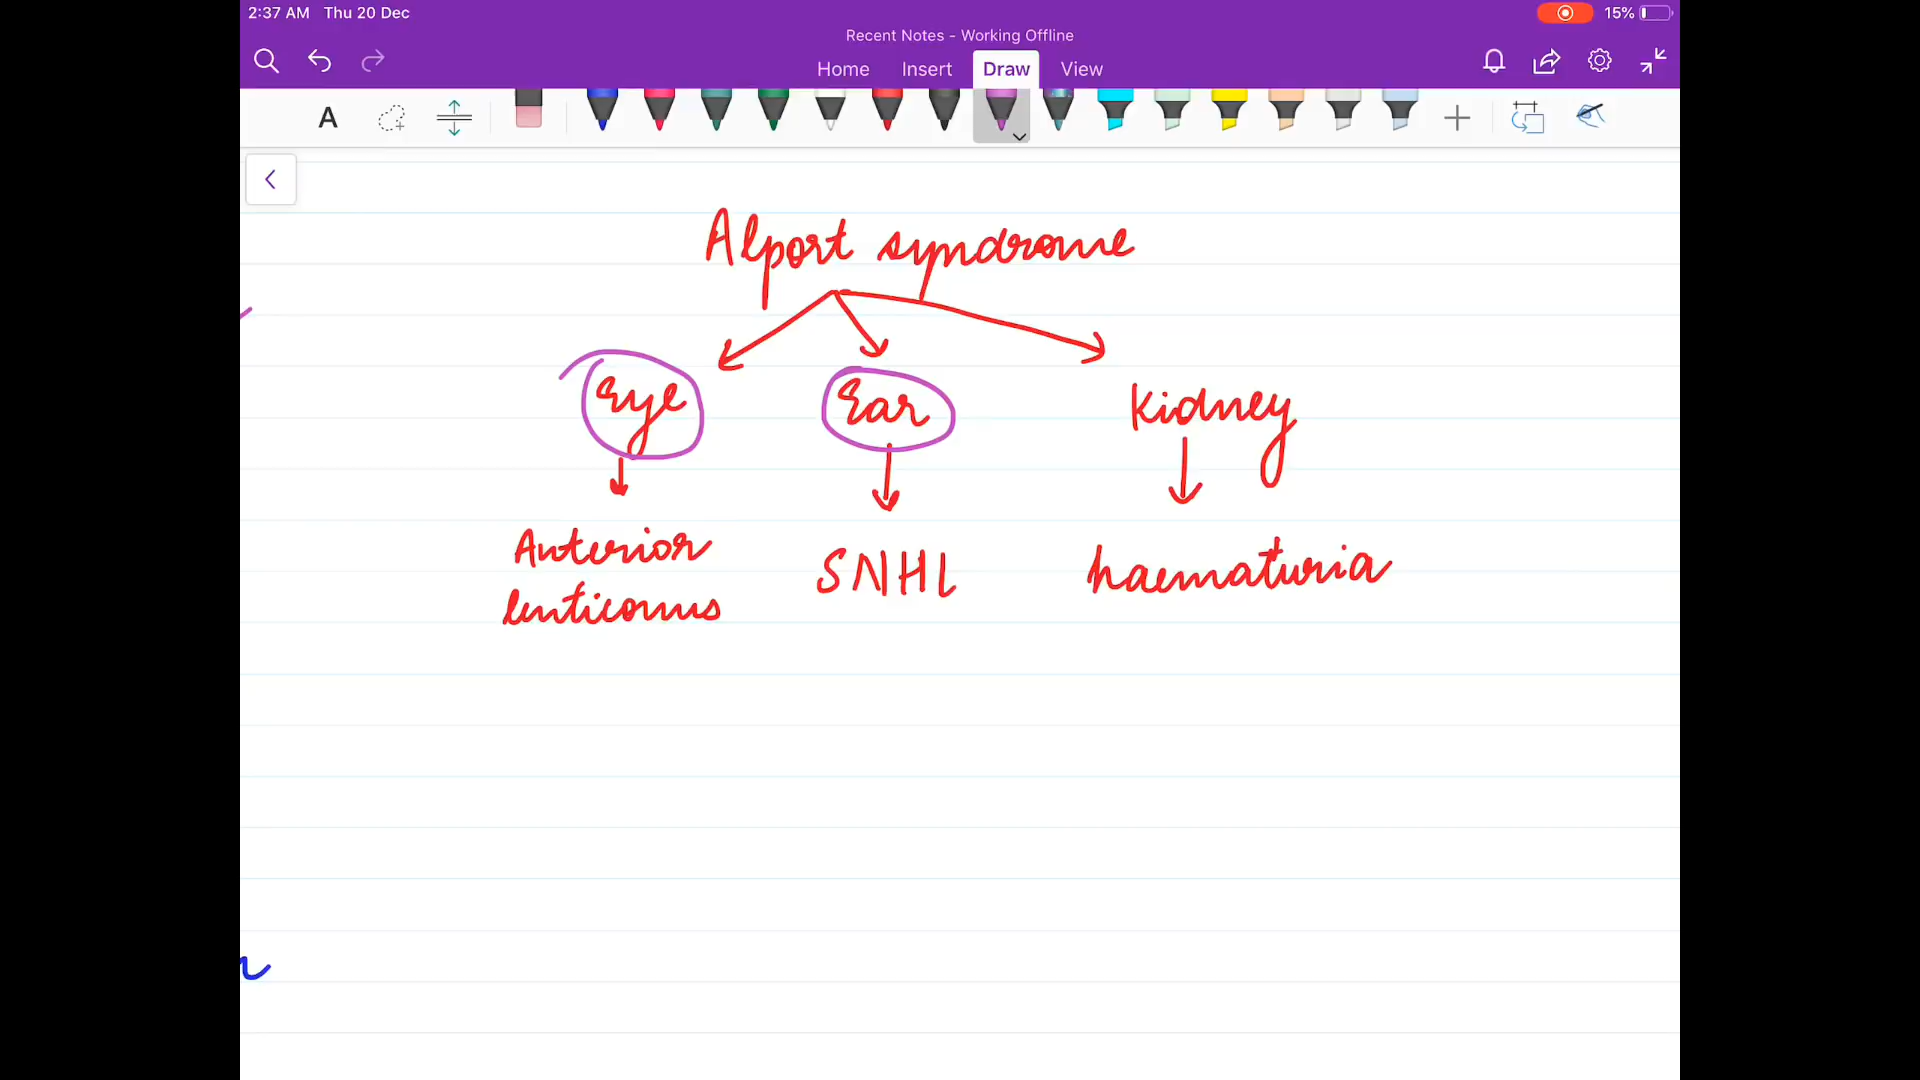 2:37 AM Thu 20 Dec
15%
Recent Notes - Working Offline
Home Insert Draw View
A
Alport syndrome
Eye Ear Kidney
Anterior SNHL haematuria
lenticonus